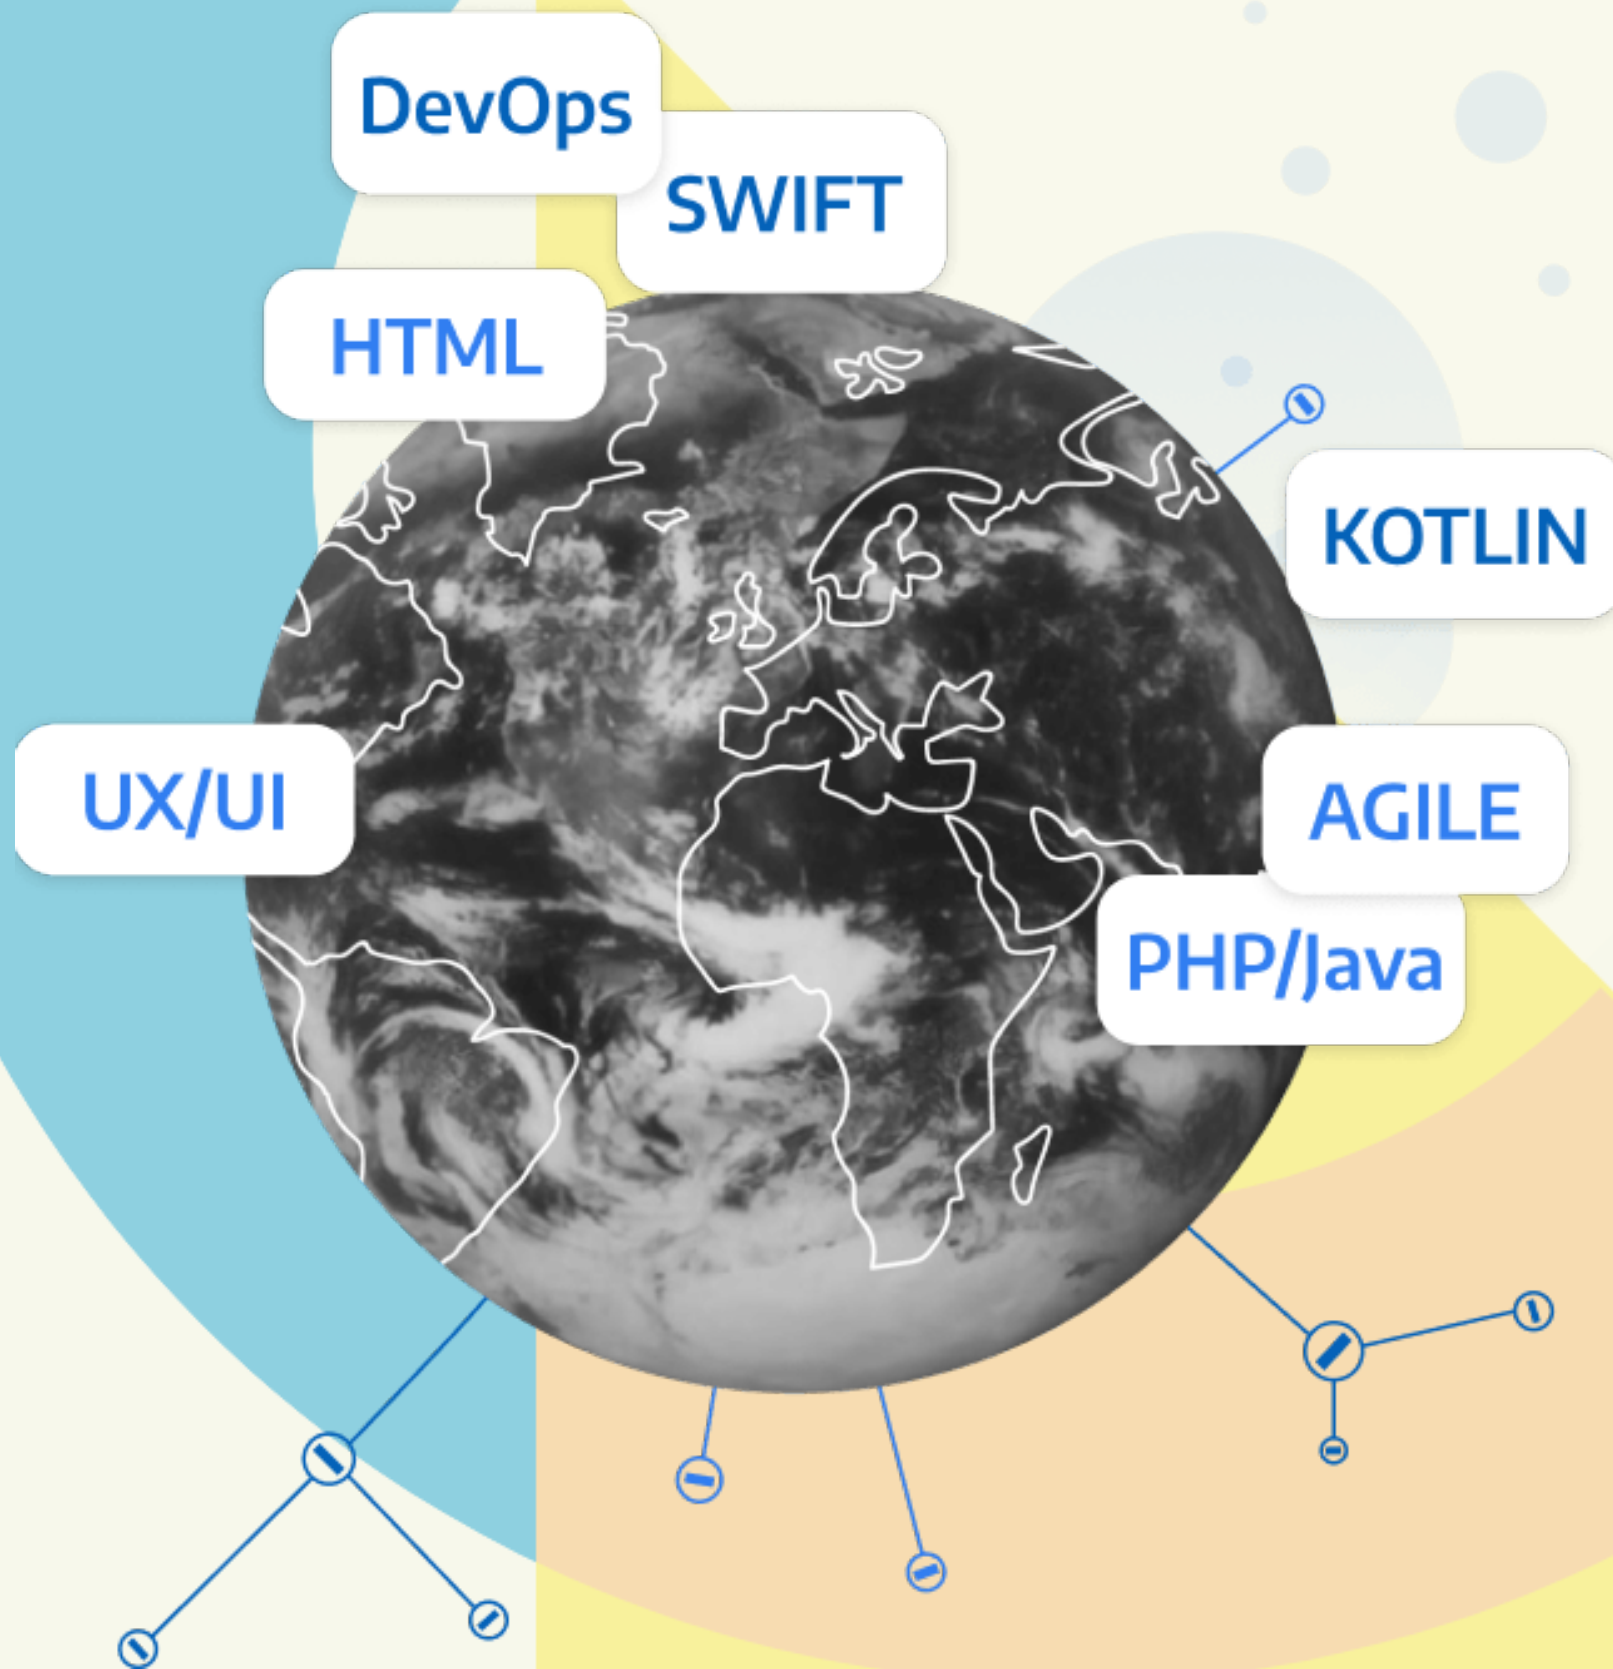 DevOps
SWIFT
HTML
KOTLIN
UX/UI
AGILE
PHP/Java